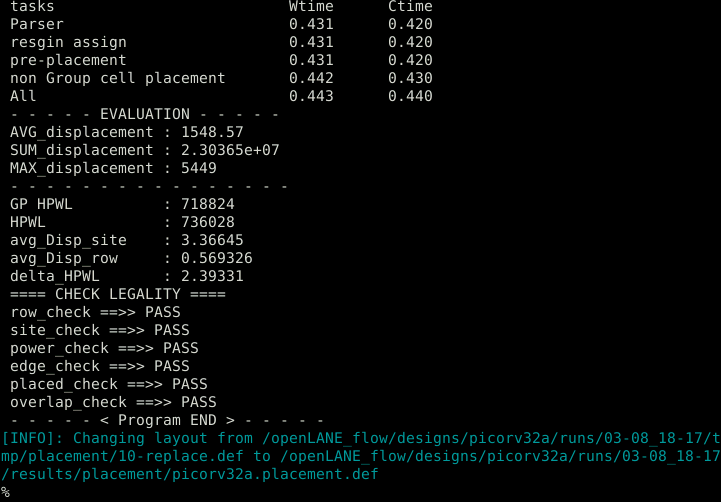 tasks Wtime Ctime
Parser 0.431 0.420
resgin assign 0.431 0.420
pre-placement 0.431 0.420
non Group cell placement 0.442 0.430
All 0.443 0.440
- - - - - EVALUATION - - - - -
AVG_displacement : 1548.57
SUM_displacement : 2.30365e+07
MAX_displacement : 5449
- - - - - - - - - - - - - - - -
GP HPWL : 718824
HPWL : 736028
avg_Disp_site : 3.36645
avg_Disp_row : 0.569326
delta_HPWL : 2.39331
==== CHECK LEGALITY ====
row_check ==>> PASS
site_check ==>> PASS
power_check ==>> PASS
edge_check ==>> PASS
placed_check ==>> PASS
overlap_check ==>> PASS
- - - - - < Program END > - - - - -
[INFO]: Changing layout from /openLANE_flow/designs/picorv32a/runs/03-08_18-17/t
mp/placement/10-replace.def to /openLANE_flow/designs/picorv32a/runs/03-08_18-17
/results/placement/picorv32a.placement.def
%